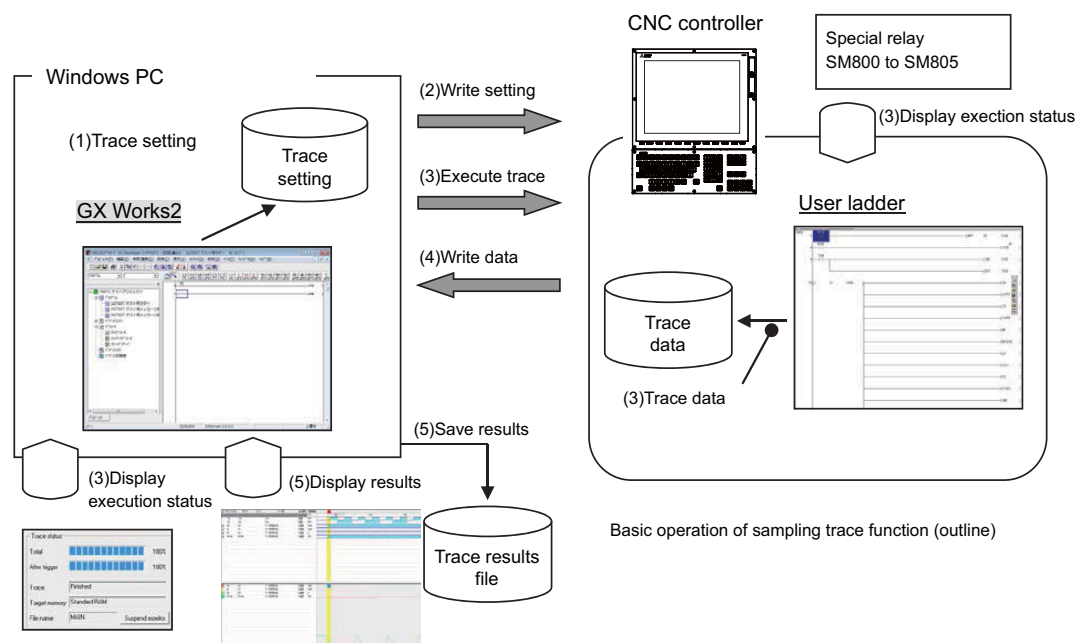 CNC controller
Special relay
SM800 to SM805
Windows PC
(2)Write setting
(3)Display exection status
(1)Trace setting
Trace
setting
(3)Execute trace
GX Works2
User ladder
(4)Write data
Trace
data
(3)Trace data
(5)Save results
(3)Display
execution status
(5)Display results
Trace results
file
Basic operation of sampling trace function (outline)
Trace status
Total
100%
After trigger
100%
Trace
Finished
Target memory
Standard RAM
File name
MAIN
Suspend monitor